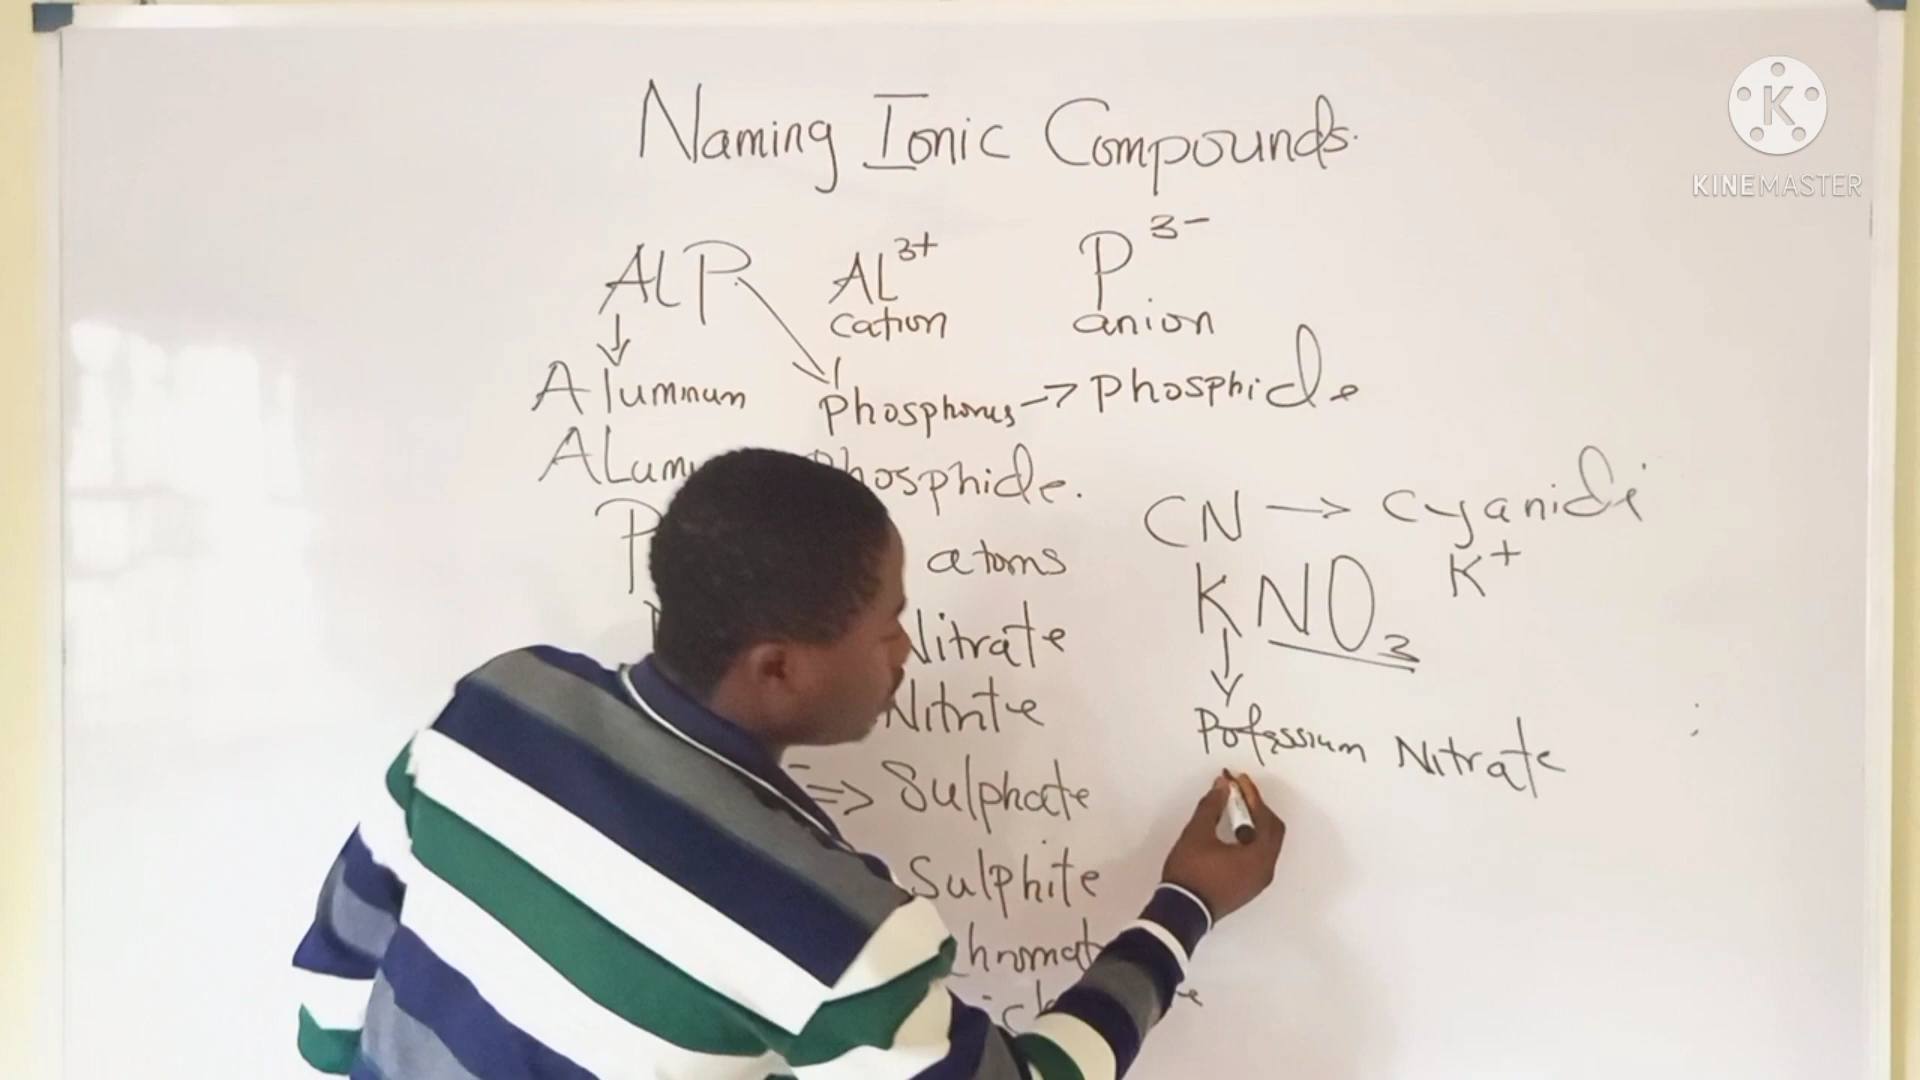 Naming Ionic Compounds.
K
KINEMASTER
AlP Al3+ P3-
cation anion
Aluminum Phosphorus → Phosphide
Phosphide.
CN → Cyanide
atoms K+
KNO3
Nitrate
Nitrite
Potassium Nitrate
=> Sulphate
Sulphite